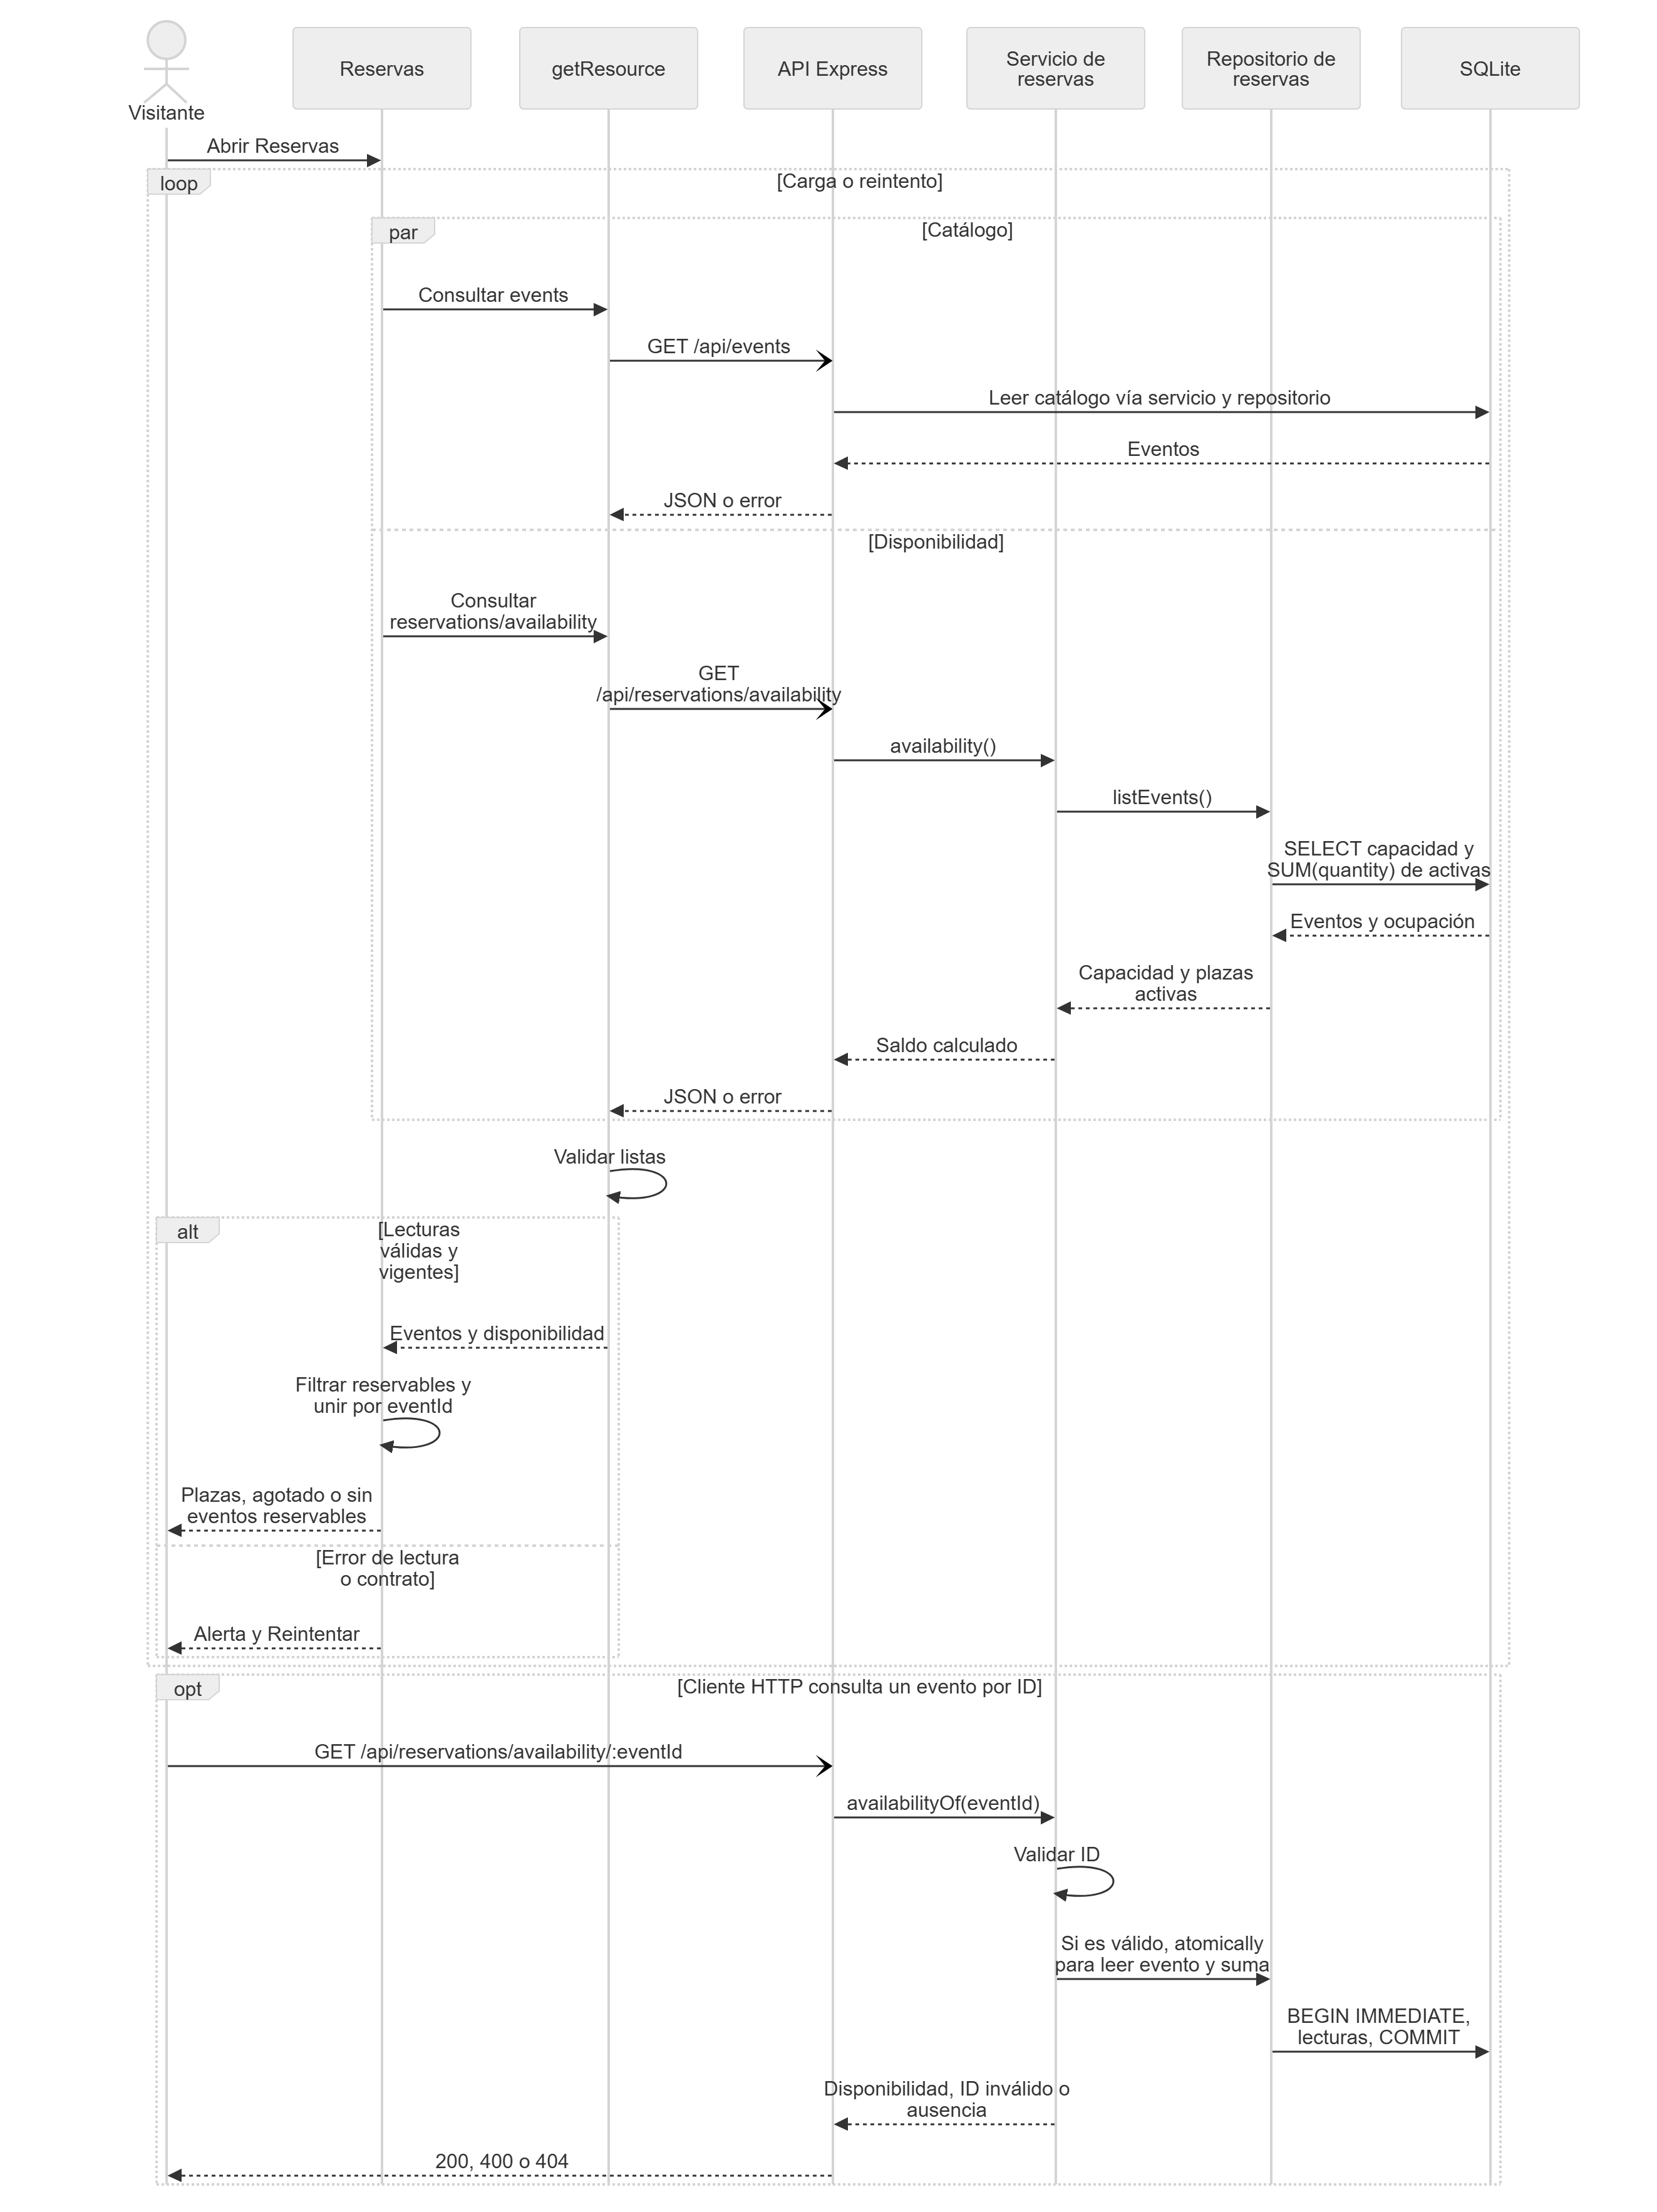 Visitante
Reservas
getResource
API Express
Servicio de
reservas
Repositorio de
reservas
SQLite
Abrir Reservas
loop
[Carga o reintento]
par
[Catálogo]
Consultar events
GET /api/events
Leer catálogo vía servicio y repositorio
Eventos
JSON o error
[Disponibilidad]
Consultar
reservations/availability
GET
/api/reservations/availability
availability()
listEvents()
SELECT capacidad y
SUM(quantity) de activas
Eventos y ocupación
Capacidad y plazas
activas
Saldo calculado
JSON o error
Validar listas
alt
[Lecturas
válidas y
vigentes]
Eventos y disponibilidad
Filtrar reservables y
unir por eventId
Plazas, agotado o sin
eventos reservables
[Error de lectura
o contrato]
Alerta y Reintentar
opt
[Cliente HTTP consulta un evento por ID]
GET /api/reservations/availability/:eventId
availabilityOf(eventId)
Validar ID
Si es válido, atomically
para leer evento y suma
BEGIN IMMEDIATE,
lecturas, COMMIT
Disponibilidad, ID inválido o
ausencia
200, 400 o 404